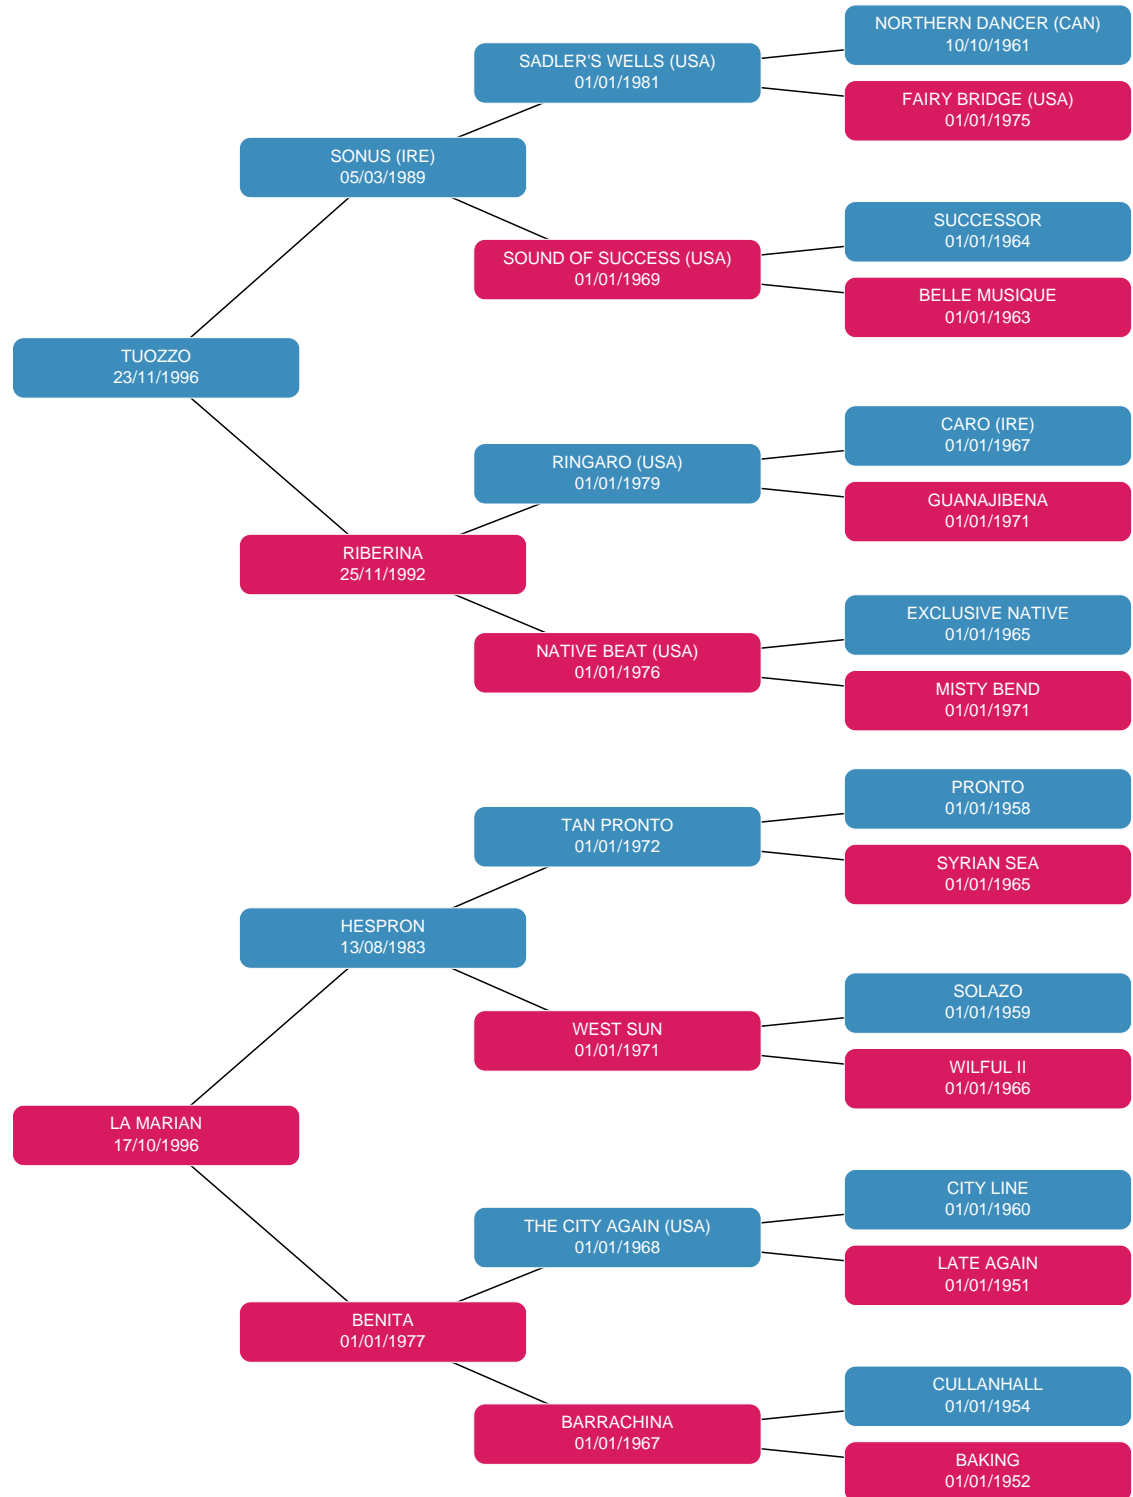 NORTHERN DANCER (CAN)
10/10/1961
SADLER'S WELLS (USA)
01/01/1981
FAIRY BRIDGE (USA)
01/01/1975
SONUS (IRE)
05/03/1989
SUCCESSOR
01/01/1964
SOUND OF SUCCESS (USA)
01/01/1969
BELLE MUSIQUE
01/01/1963
TUOZZO
23/11/1996
CARO (IRE)
01/01/1967
RINGARO (USA)
01/01/1979
GUANAJIBENA
01/01/1971
RIBERINA
25/11/1992
EXCLUSIVE NATIVE
01/01/1965
NATIVE BEAT (USA)
01/01/1976
MISTY BEND
01/01/1971
PRONTO
01/01/1958
TAN PRONTO
01/01/1972
SYRIAN SEA
01/01/1965
HESPRON
13/08/1983
SOLAZO
01/01/1959
WEST SUN
01/01/1971
WILFUL II
01/01/1966
LA MARIAN
17/10/1996
CITY LINE
01/01/1960
THE CITY AGAIN (USA)
01/01/1968
LATE AGAIN
01/01/1951
BENITA
01/01/1977
CULLANHALL
01/01/1954
BARRACHINA
01/01/1967
BAKING
01/01/1952